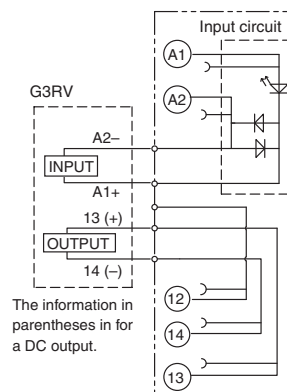 Input circuit
A1
G3RV
A2
A2–
INPUT
A1+
13 (+)
OUTPUT
14 (–)
12
The information in
parentheses in for
14
a DC output.
13